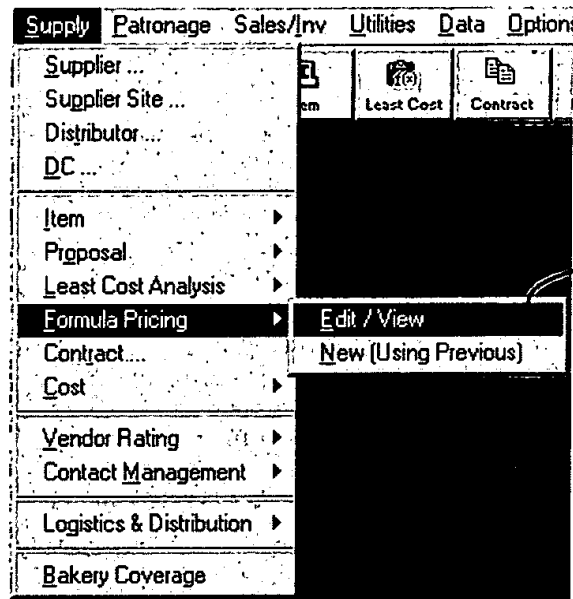 Supply Patronage Sales/Inv Utilities Data Options
Supplier ...
Supplier Site ...
Distributor...
DC ...
em Least Cost Contract
Item
Proposal
Least Cost Analysis
Formula Pricing
Edit / View
Contract....
New (Using Previous)
Cost
Vendor Rating
Contact Management
Logistics & Distribution
Bakery Coverage